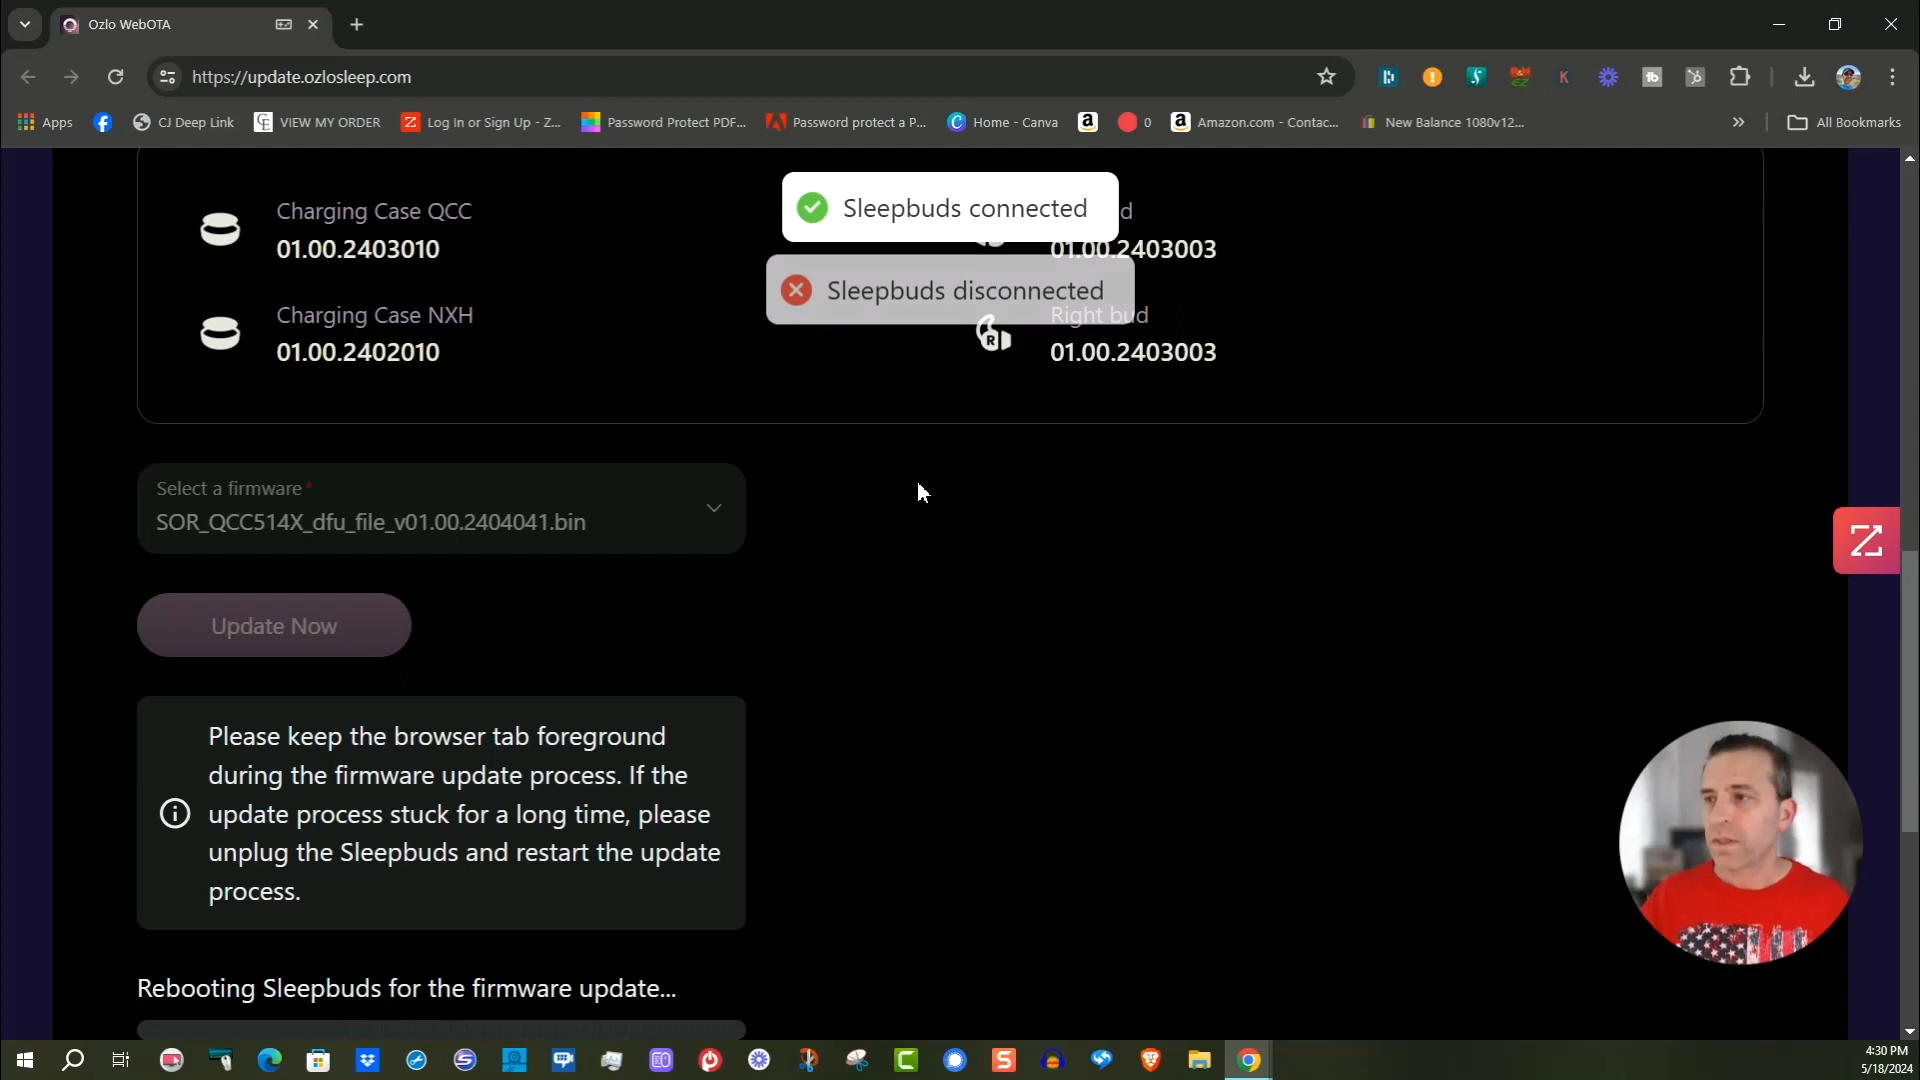 Ozlo WebOTA
https://update.ozlosleep.com
Apps
CJ Deep Link
VIEW MY ORDER
Log In or Sign Up - Z...
Password Protect PDF...
Password protect a P...
Home - Canva
0
Amazon.com - Contac...
New Balance 1080v12...
All Bookmarks
Sleepbuds connected
Sleepbuds disconnected
Charging Case QCC
01.00.2403010
d
01.00.2403003
Charging Case NXH
01.00.2402010
Right bud
01.00.2403003
R
Select a firmware*
SOR_QCC514X_dfu_file_v01.00.2404041.bin
Update Now
Please keep the browser tab foreground
during the firmware update process. If the
update process stuck for a long time, please
unplug the Sleepbuds and restart the update
process.
Rebooting Sleepbuds for the firmware update...
4:30 PM
5/18/2024